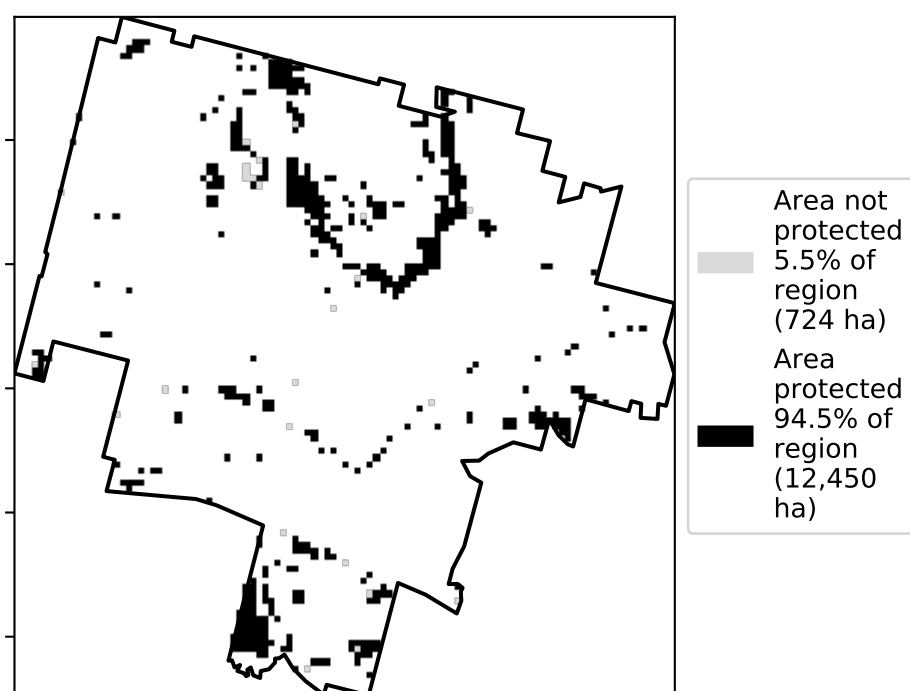 Area not
protected
5.5% of
region
(724 ha)
Area
protected
94.5% of
region
(12,450
ha)